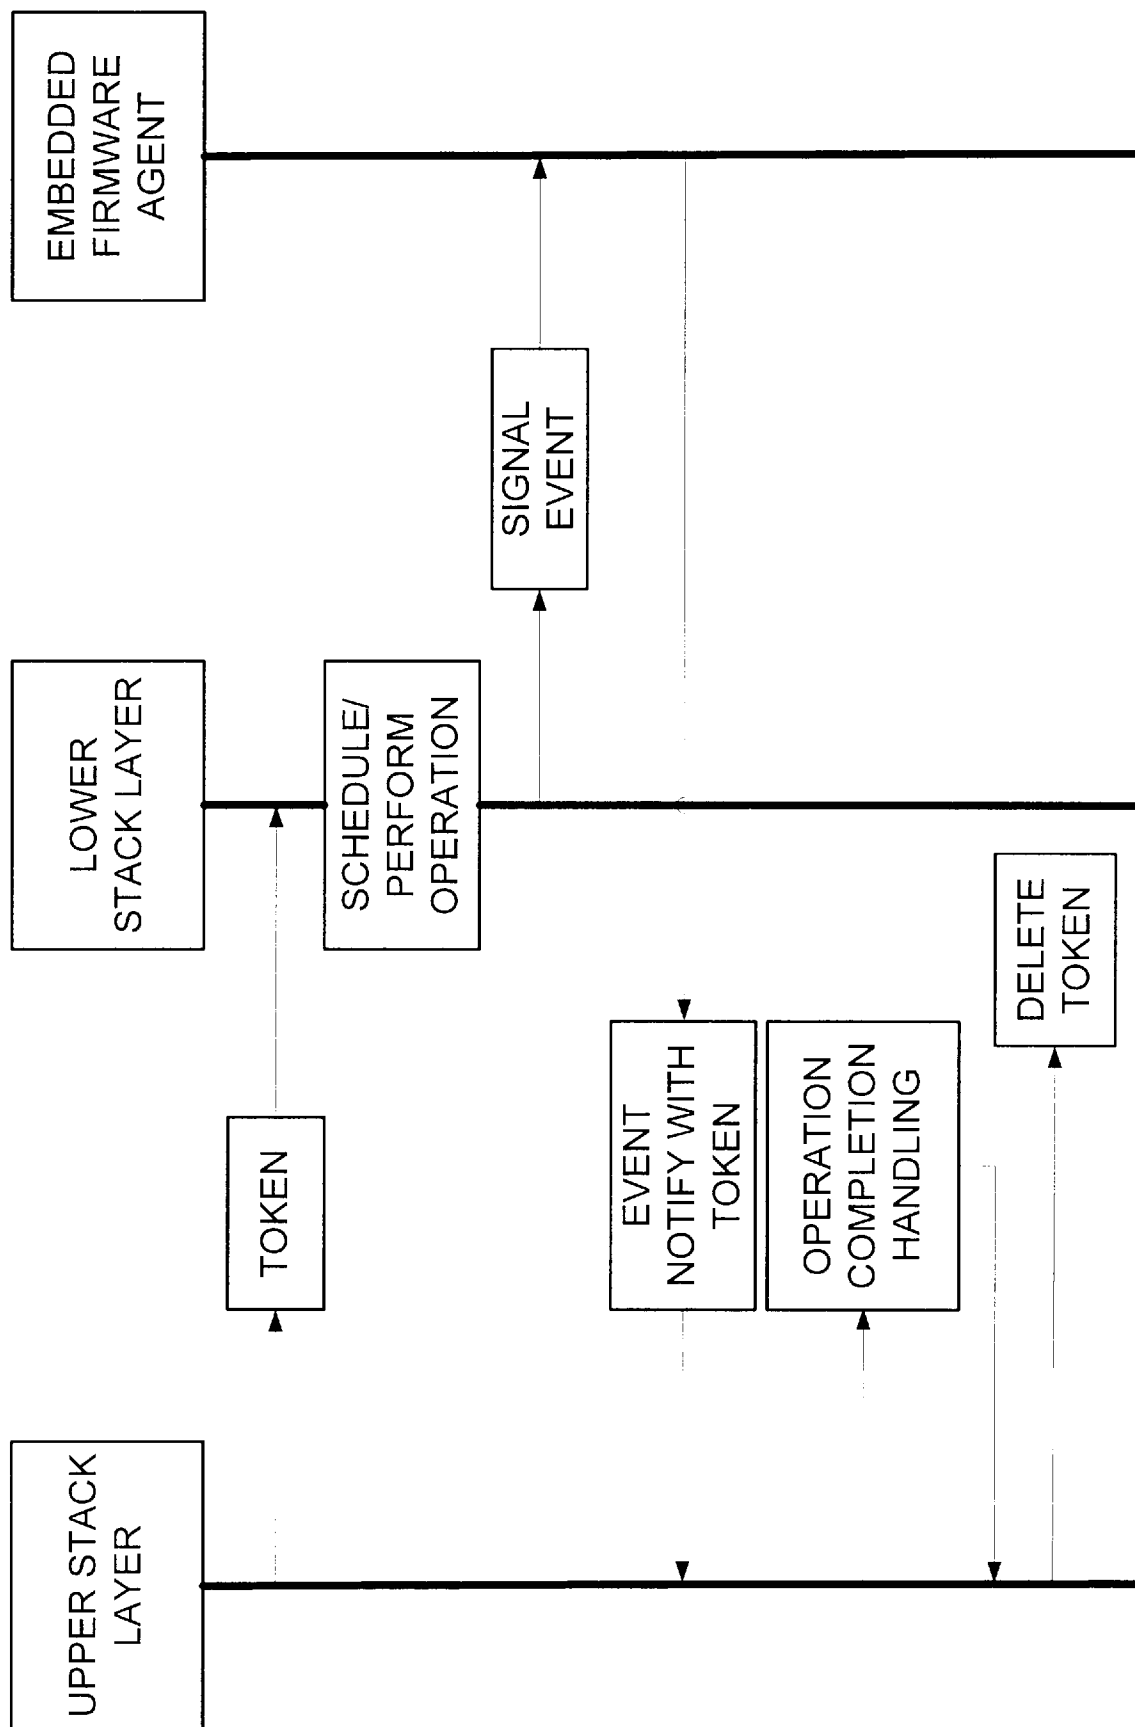 UPPER STACK
LAYER
LOWER
STACK LAYER
EMBEDDED
FIRMWARE
AGENT
TOKEN
SCHEDULE/
PERFORM
OPERATION
SIGNAL
EVENT
EVENT
NOTIFY WITH
TOKEN
OPERATION
COMPLETION
HANDLING
DELETE
TOKEN